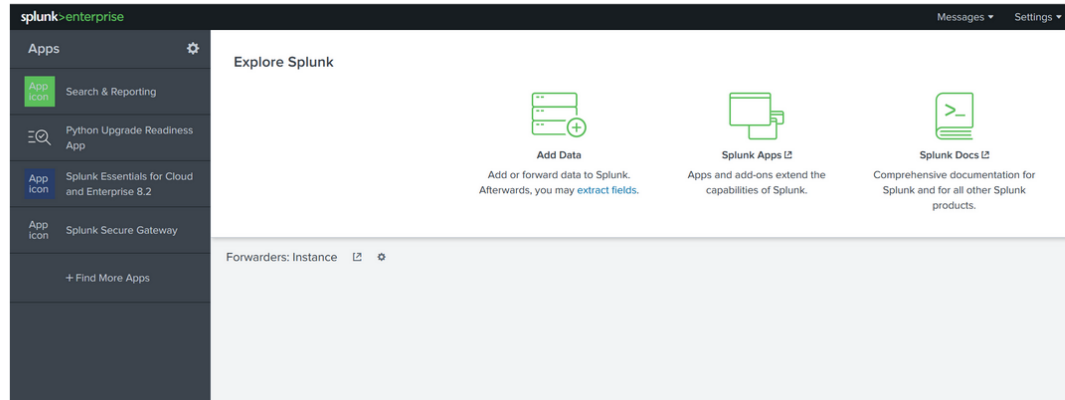 splunk>enterprise
Messages
Settings
Apps
App
icon
Search & Reporting
Python Upgrade Readiness
App
App
icon
Splunk Essentials for Cloud
and Enterprise 8.2
App
icon
Splunk Secure Gateway
+ Find More Apps
Explore Splunk
>_
Add Data
Add or forward data to Splunk.
Afterwards, you may extract fields.
Splunk Apps
Apps and add-ons extend the
capabilities of Splunk.
Splunk Docs
Comprehensive documentation for
Splunk and for all other Splunk
products.
Forwarders: Instance